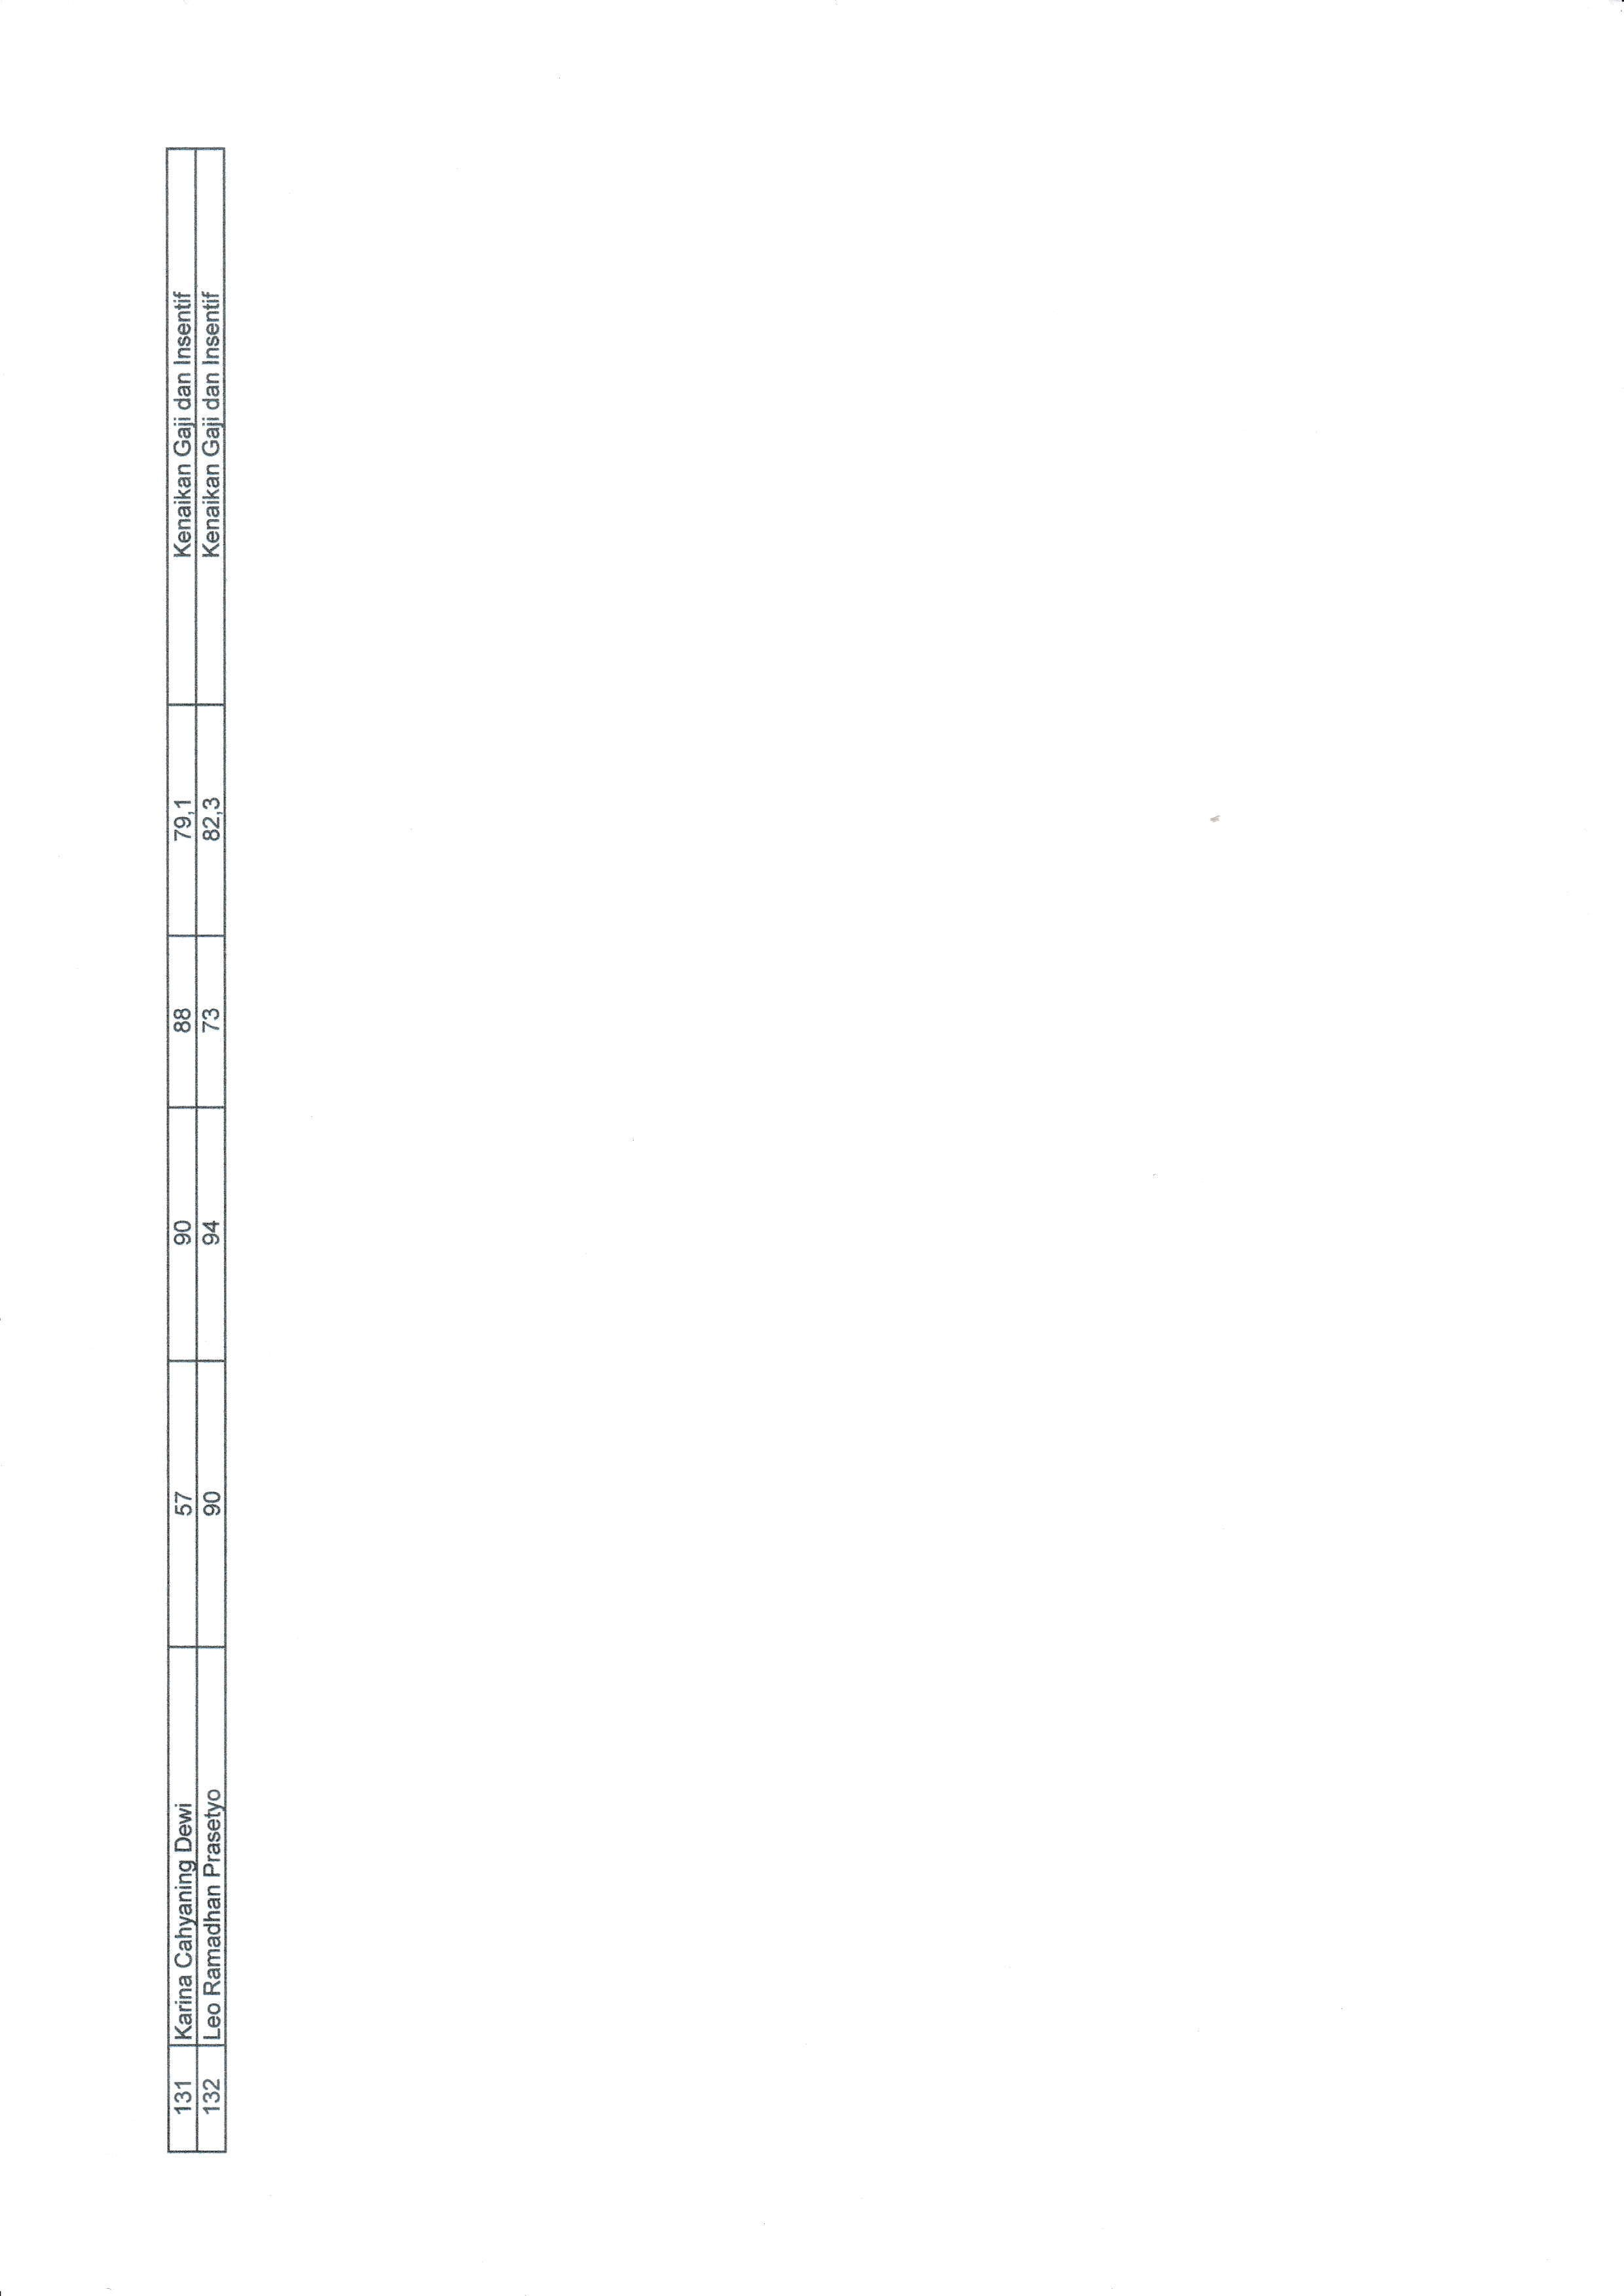 131 Karina Cahyaning Dewi 57 90 88 79,1 Kenaikan Gaji dan Insentif
132 Leo Ramadhan Prasetyo 90 94 73 82,3 Kenaikan Gaji dan Insentif